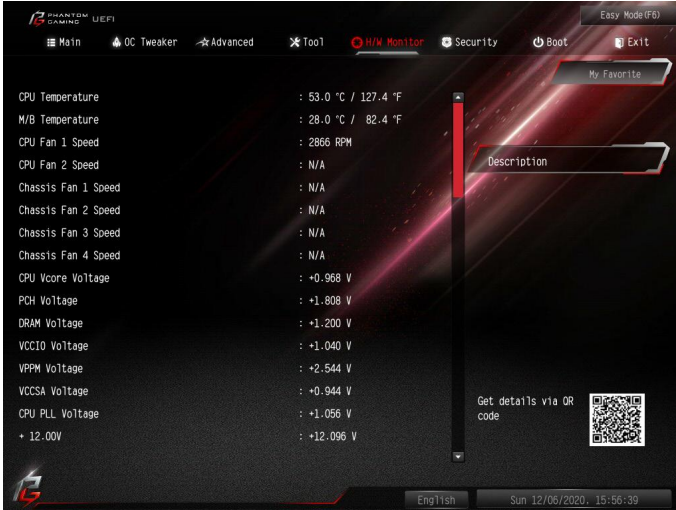 PHANTOM GAMING UEFI
Easy Mode(F6)
Main OC Tweaker Advanced Tool H/W Monitor Security Boot Exit
My Favorite
CPU Temperature : 53.0 °C / 127.4 °F
M/B Temperature : 28.0 °C / 82.4 °F
CPU Fan 1 Speed : 2866 RPM
CPU Fan 2 Speed : N/A
Description
Chassis Fan 1 Speed : N/A
Chassis Fan 2 Speed : N/A
Chassis Fan 3 Speed : N/A
Chassis Fan 4 Speed : N/A
CPU Vcore Voltage : +0.968 V
PCH Voltage : +1.808 V
DRAM Voltage : +1.200 V
VCCIO Voltage : +1.040 V
VPPM Voltage : +2.544 V
VCCSA Voltage : +0.944 V
CPU PLL Voltage : +1.056 V
+ 12.00V : +12.096 V
Get details via QR
code
English
Sun 12/06/2020. 15:56:39